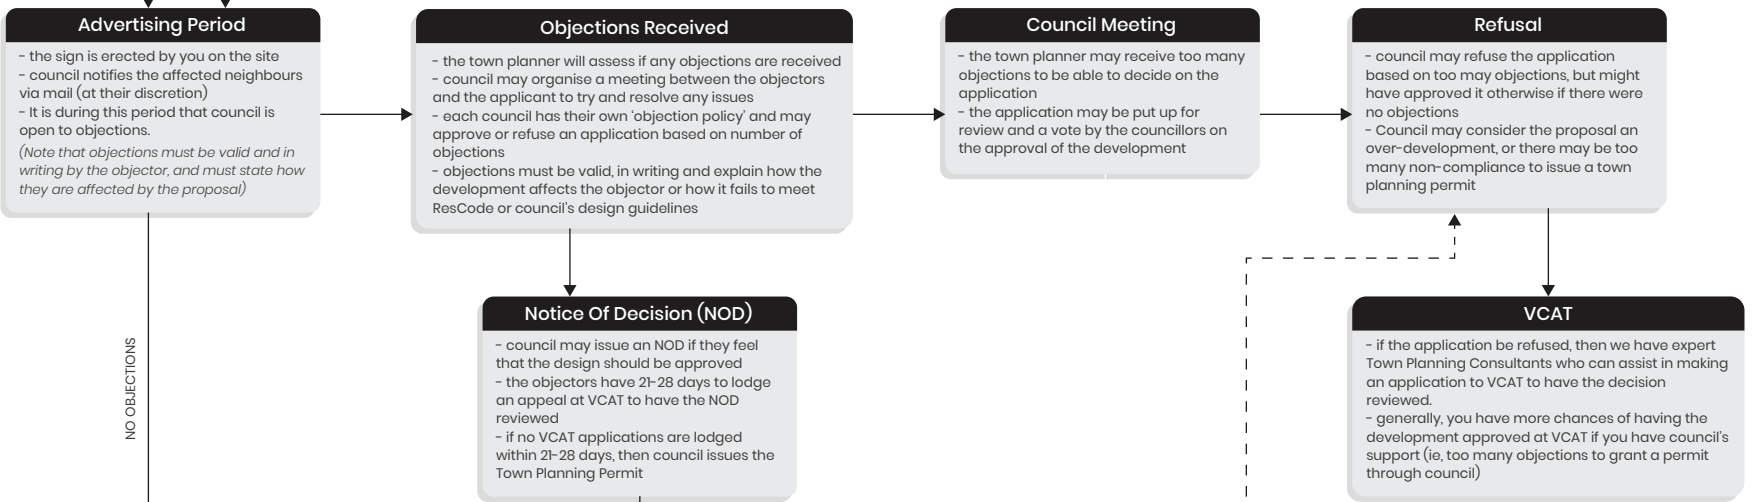 Advertising Period
- the sign is erected by you on the site
- council notifies the affected neighbours
via mail (at their discretion)
- It is during this period that council is
open to objections.
(Note that objections must be valid and in
writing by the objector, and must state how
they are affected by the proposal)
Objections Received
- the town planner will assess if any objections are received
- council may organise a meeting between the objectors
and the applicant to try and resolve any issues
- each council has their own ‘objection policy’ and may
approve or refuse an application based on number of
objections
- objections must be valid, in writing and explain how the
development affects the objector or how it fails to meet
ResCode or council’s design guidelines
Council Meeting
- the town planner may receive too many
objections to be able to decide on the
application
- the application may be put up for
review and a vote by the councillors on
the approval of the development
Refusal
- council may refuse the application
based on too may objections, but might
have approved it otherwise if there were
no objections
- Council may consider the proposal an
over-development, or there may be too
many non-compliance to issue a town
planning permit
NO OBJECTIONS
Notice Of Decision (NOD)
- council may issue an NOD if they feel
that the design should be approved
- the objectors have 21-28 days to lodge
an appeal at VCAT to have the NOD
reviewed
- if no VCAT applications are lodged
within 21-28 days, then council issues the
Town Planning Permit
VCAT
- if the application be refused, then we have expert
Town Planning Consultants who can assist in making
an application to VCAT to have the decision
reviewed.
- generally, you have more chances of having the
development approved at VCAT if you have council’s
support (ie, too many objections to grant a permit
through council)